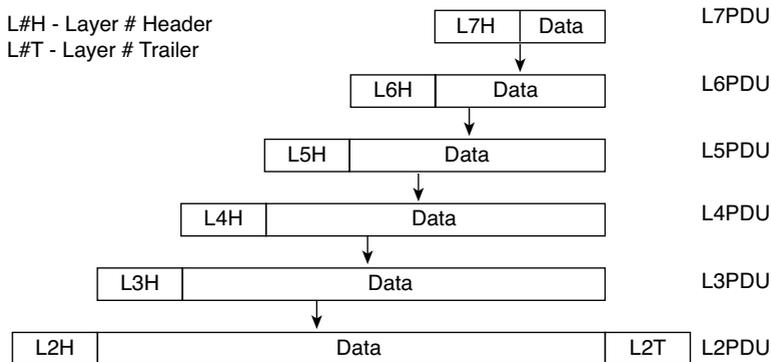 L#H - Layer # Header
L#T - Layer # Trailer
L7H Data L7PDU
L6H Data L6PDU
L5H Data L5PDU
L4H Data L4PDU
L3H Data L3PDU
L2H Data L2T L2PDU